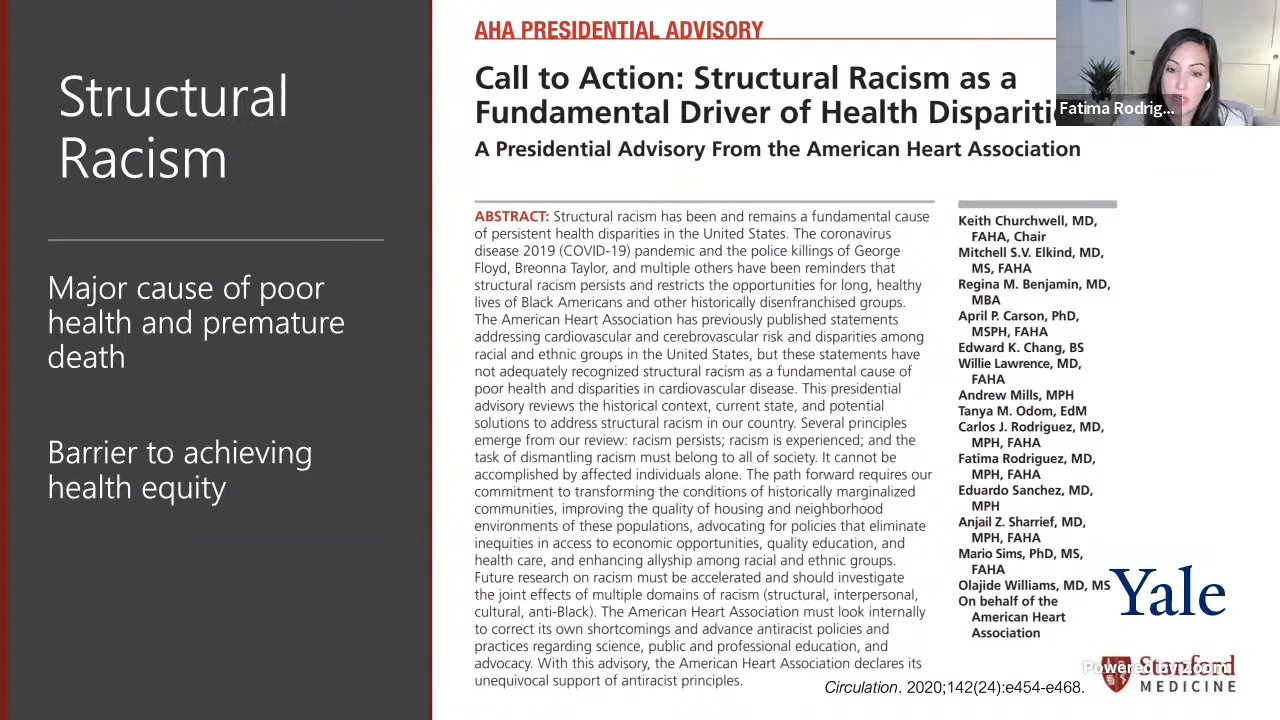 Structural
Racism
Major cause of poor
health and premature
death
Barrier to achieving
health equity
AHA PRESIDENTIAL ADVISORY
Call to Action: Structural Racism as a
Fundamental Driver of Health
A Presidential Advisory From the American Heart Association
Fatima Rodrig...
ABSTRACT: Structural racism has been and remains a fundamental cause
of persistent health disparities in the United States. The coronavirus
disease 2019 (COVID-19) pandemic and the police killings of George
Floyd, Breonna Taylor, and multiple others have been reminders that
structural racism persists and restricts the opportunities for long, healthy
lives of Black Americans and other historically disenfranchised groups.
The American Heart Association has previously published statements
addressing cardiovascular and cerebrovascular risk and disparities among
racial and ethnic groups in the United States, but these statements have
not adequately recognized structural racism as a fundamental cause of
poor health and disparities in cardiovascular disease. This presidential
advisory reviews the historical context, current state, and potential
solutions to address structural racism in our country. Several principles
emerge from our review: racism persists; racism is experienced; and the
task of dismantling racism must belong to all of society. It cannot be
accomplished by affected individuals alone. The path forward requires our
commitment to transforming the conditions of historically marginalized
communities, improving the quality of housing and neighborhood
environments of these populations, advocating for policies that eliminate
inequities in access to economic opportunities, quality education, and
health care, and enhancing allyship among racial and ethnic groups.
Future research on racism must be accelerated and should investigate
the joint effects of multiple domains of racism (structural, interpersonal,
cultural, anti-Black). The American Heart Association must look internally
to correct its own shortcomings and advance antiracist policies and
practices regarding science, public and professional education, and
advocacy. With this advisory, the American Heart Association declares its
unequivocal support of antiracist principles.
Keith Churchwell, MD,
FAHA, Chair
Mitchell S.V. Elkind, MD,
MS, FAHA
Regina M. Benjamin, MD,
MBA
April P. Carson, PhD,
MSPH, FAHA
Edward K. Chang, BS
Willie Lawrence, MD,
FAHA
Andrew Mills, MPH
Tanya M. Odom, EdM
Carlos J. Rodriguez, MD,
MPH, FAHA
Fatima Rodriguez, MD,
MPH, FAHA
Eduardo Sanchez, MD,
MPH
Anjail Z. Sharrief, MD,
MPH, FAHA
Mario Sims, PhD, MS,
FAHA
Olajide Williams, MD, MS
On behalf of the
American Heart
Association
Yale
Circulation. 2020;142(24):e454-e468.
Powered by Zoom
Stanford
MEDICINE